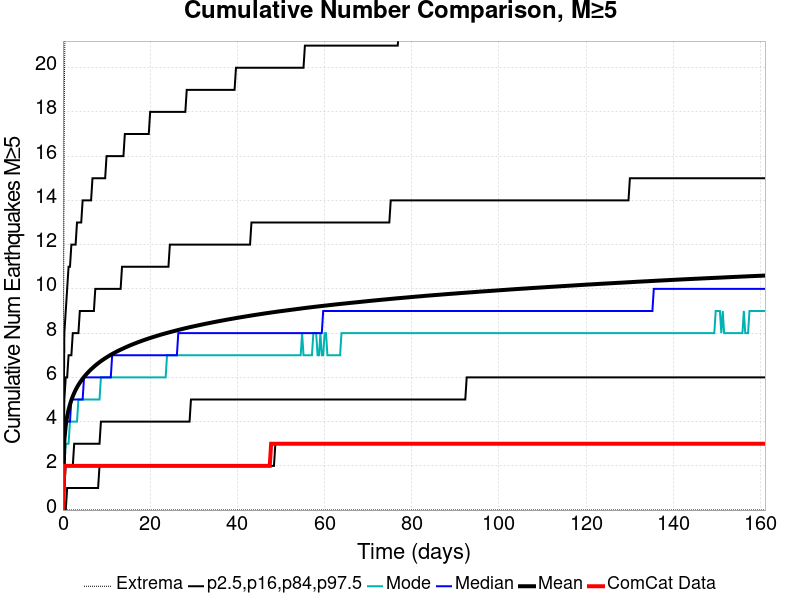 Cumulative Number Comparison, M≥5
Cumulative Num Earthquakes M≥5
20
18
16
14
12
10
8
6
4
2
0
0 20 40 60 80 100 120 140 160
Time (days)
Extrema p2.5,p16,p84,p97.5 Mode Median Mean ComCat Data